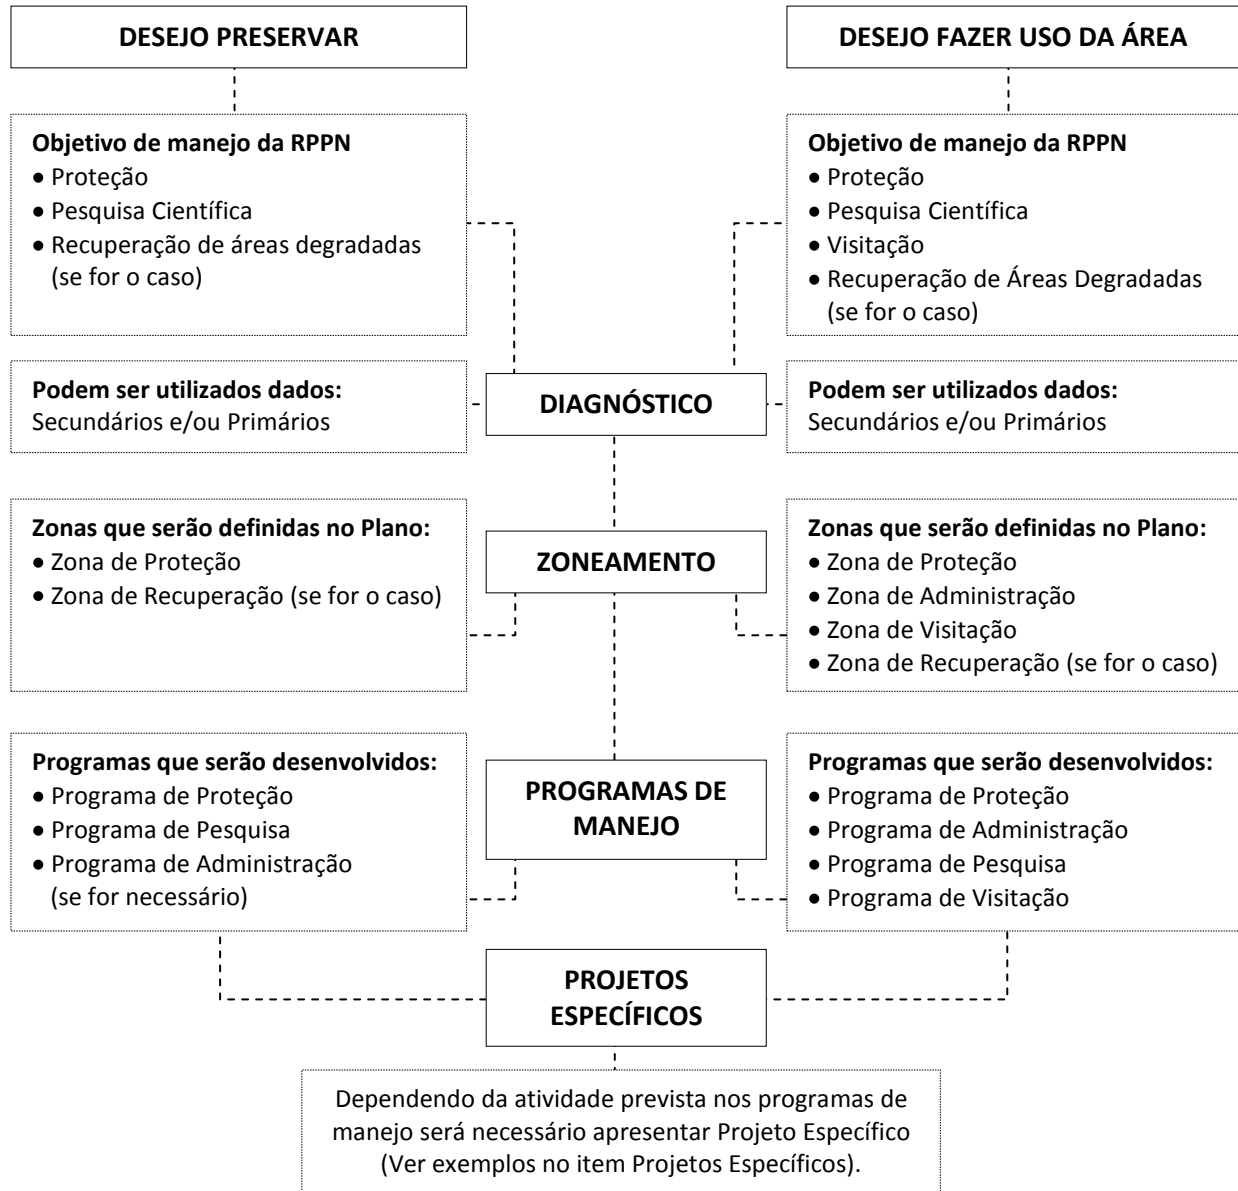 DESEJO PRESERVAR
DESEJO FAZER USO DA ÁREA
Objetivo de manejo da RPPN
• Proteção
• Pesquisa Científica
• Recuperação de áreas degradadas
(se for o caso)
Objetivo de manejo da RPPN
• Proteção
• Pesquisa Científica
• Visitação
• Recuperação de Áreas Degradadas
(se for o caso)
Podem ser utilizados dados:
Secundários e/ou Primários
DIAGNÓSTICO
Podem ser utilizados dados:
Secundários e/ou Primários
Zonas que serão definidas no Plano:
• Zona de Proteção
• Zona de Recuperação (se for o caso)
ZONEAMENTO
Zonas que serão definidas no Plano:
• Zona de Proteção
• Zona de Administração
• Zona de Visitação
• Zona de Recuperação (se for o caso)
Programas que serão desenvolvidos:
• Programa de Proteção
• Programa de Pesquisa
• Programa de Administração
(se for necessário)
PROGRAMAS DE
MANEJO
Programas que serão desenvolvidos:
• Programa de Proteção
• Programa de Administração
• Programa de Pesquisa
• Programa de Visitação
PROJETOS
ESPECÍFICOS
Dependendo da atividade prevista nos programas de
manejo será necessário apresentar Projeto Específico
(Ver exemplos no item Projetos Específicos).